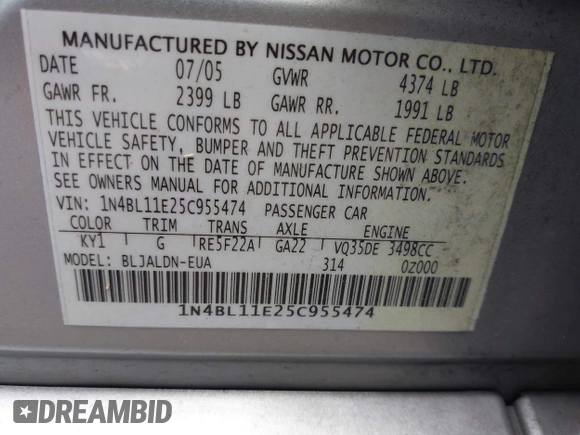 MANUFACTURED BY NISSAN MOTOR CO., LTD.
DATE 07/05 GVWR 4374 LB
GAWR FR. 2399 LB GAWR RR. 1991 LB
THIS VEHICLE CONFORMS TO ALL APPLICABLE FEDERAL MOTOR
VEHICLE SAFETY, BUMPER AND THEFT PREVENTION STANDARDS
IN EFFECT ON THE DATE OF MANUFACTURE SHOWN ABOVE.
SEE OWNERS MANUAL FOR ADDITIONAL INFORMATION.
VIN: 1N4BL11E25C955474 PASSENGER CAR
COLOR TRIM TRANS AXLE ENGINE
KY1 G RE5F22A GA22 VQ35DE 3498CC
MODEL: BLJALDN-EUA 314 0Z000
1N4BL11E25C955474
DREAMBID